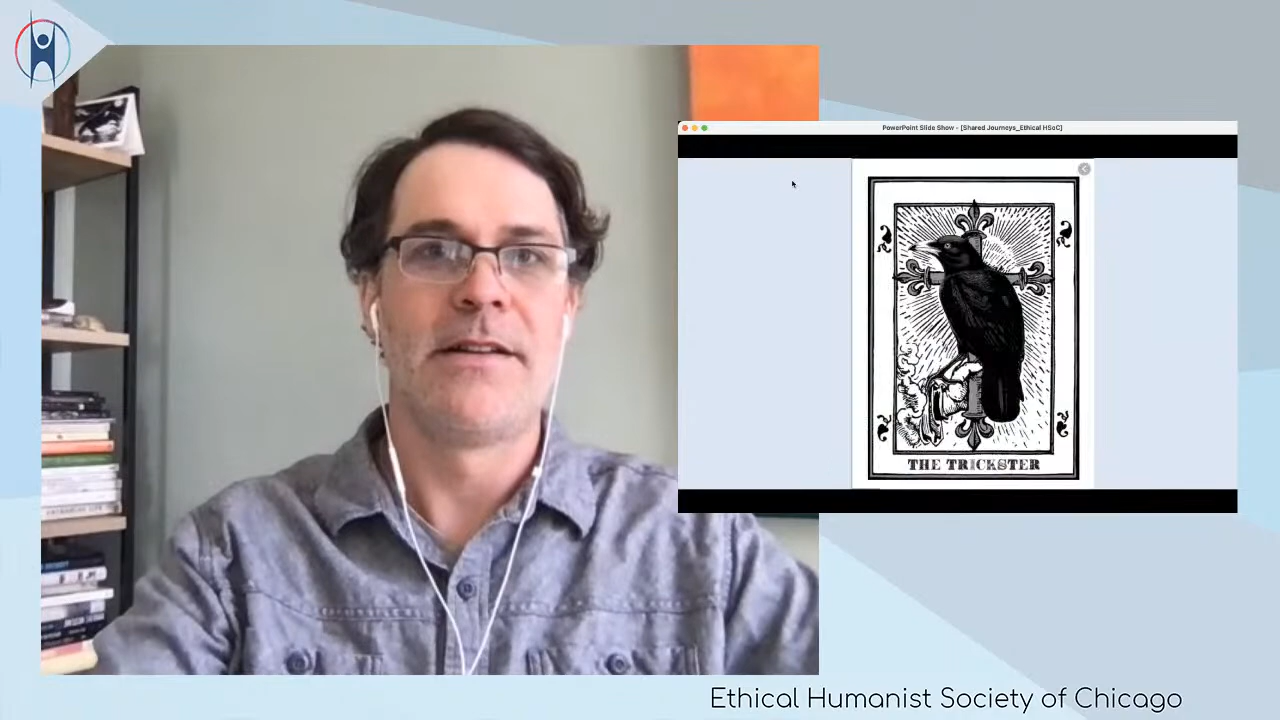 PowerPoint Slide Show - [Shared Journeys_Ethical HSoC]
THE TRICKSTER
Ethical Humanist Society of Chicago